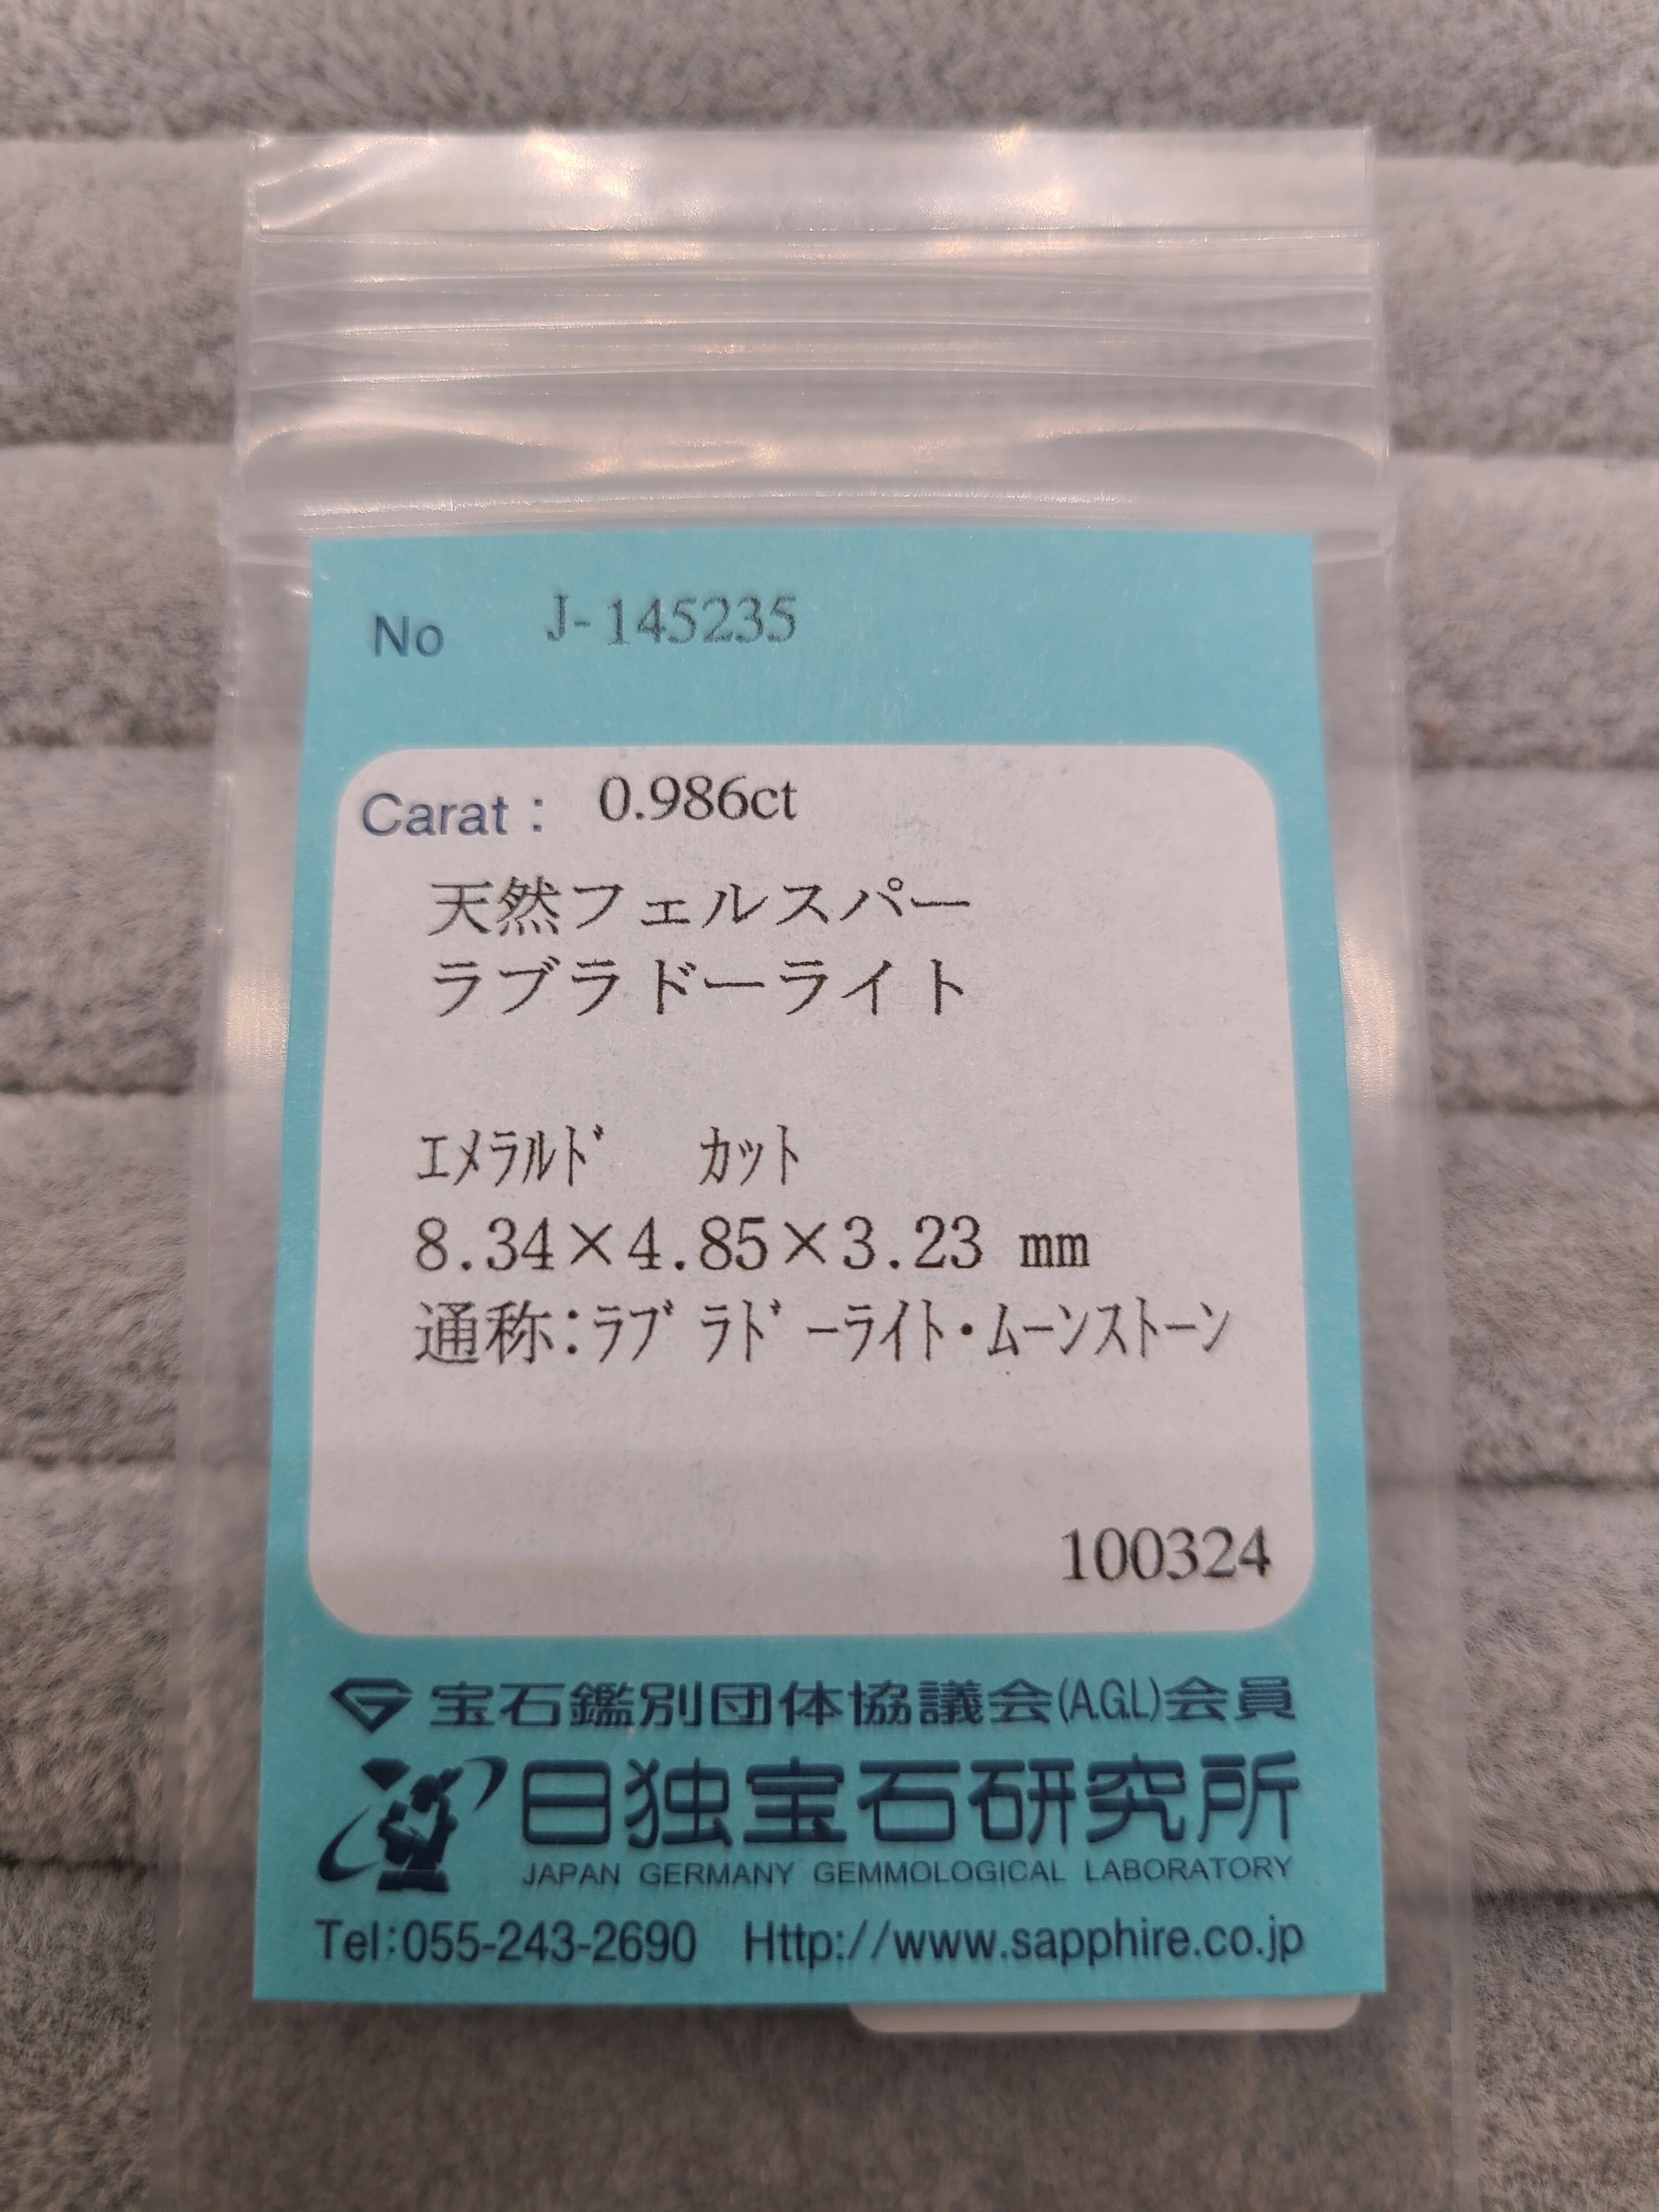 No J-145235
Carat : 0.986ct
天然フェルスパー
ラブラドーライト
ｴﾒﾗﾙﾄﾞ ｶｯﾄ
8.34×4.85×3.23 mm
通称:ﾗﾌﾞﾗﾄﾞｰﾗｲﾄ・ﾑｰﾝｽﾄｰﾝ
100324
宝石鑑別団体協議会(A.G.L)会員
日独宝石研究所
JAPAN GERMANY GEMMOLOGICAL LABORATORY
Tel:055-243-2690 Http://www.sapphire.co.jp